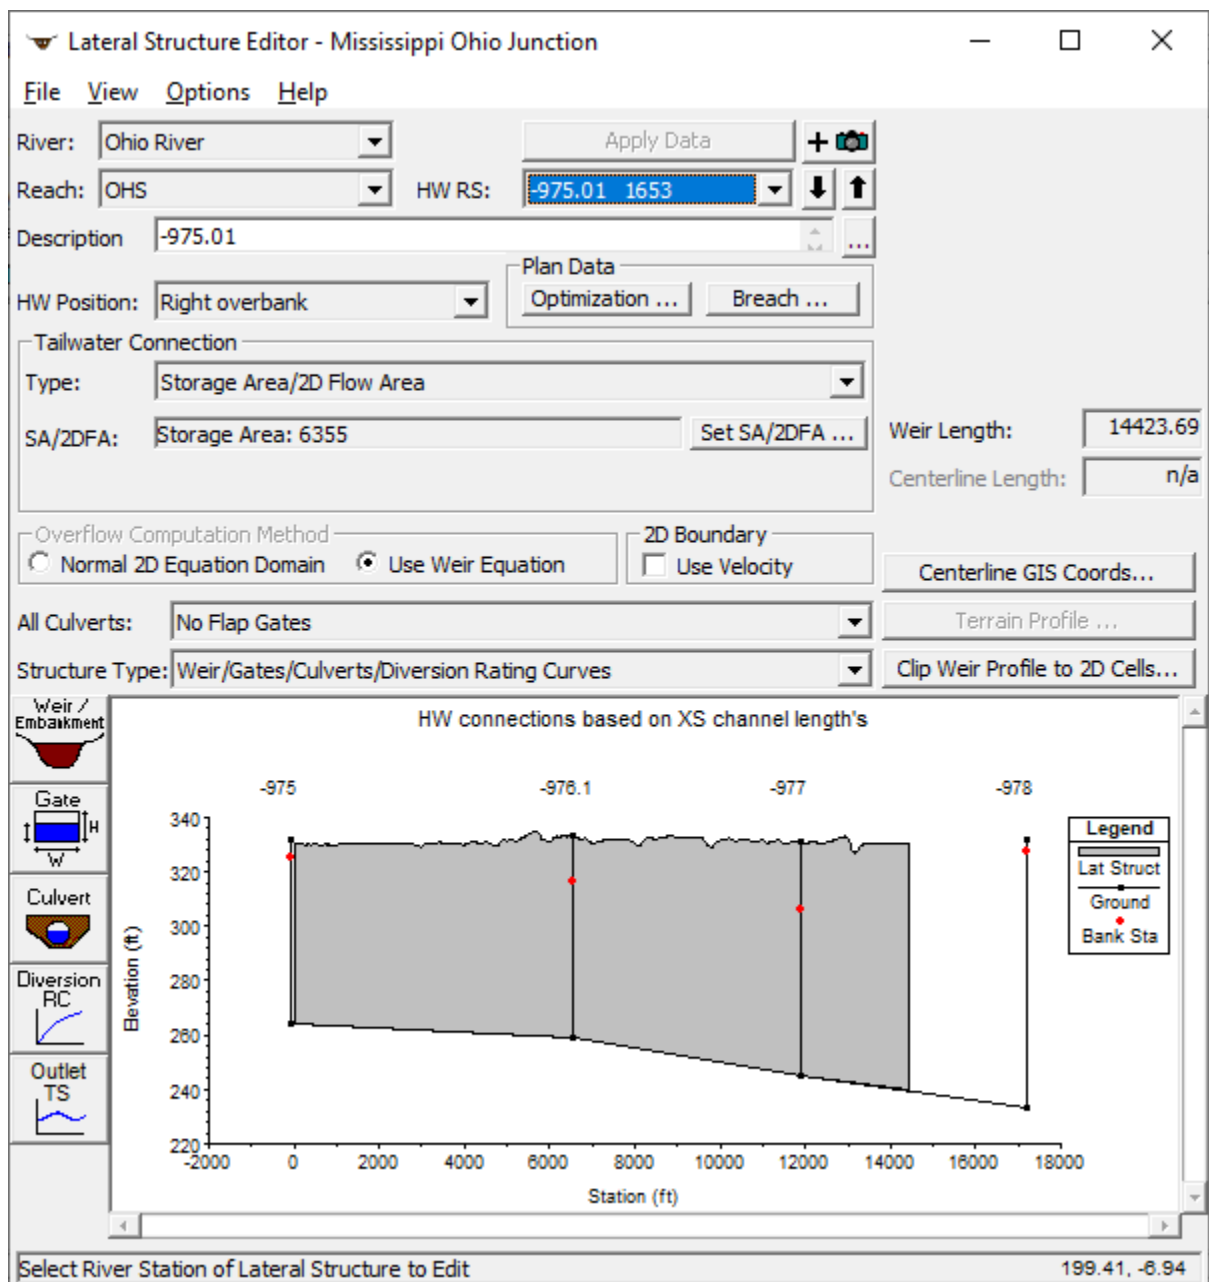 Lateral Structure Editor - Mississippi Ohio Junction
File View Options Help
River: Ohio River Apply Data
Reach: OHS HW RS: -975.01 1653
Description -975.01 ...
Plan Data
HW Position: Right overbank Optimization ... Breach ...
Tailwater Connection
Type: Storage Area/2D Flow Area
SA/2DFA: Storage Area: 6355 Set SA/2DFA ... Weir Length: 14423.69
Centerline Length: n/a
Overflow Computation Method 2D Boundary
Normal 2D Equation Domain Use Weir Equation Use Velocity Centerline GIS Coords...
All Culverts: No Flap Gates Terrain Profile ...
Structure Type: Weir/Gates/Culverts/Diversion Rating Curves Clip Weir Profile to 2D Cells...
Weir /
Embankment
Gate
H
W
Culvert
Diversion
RC
Outlet
TS
HW connections based on XS channel length's
-975 -976.1 -977 -978
340
320
300
280
260
240
220
Elevation (ft)
-2000 0 2000 4000 6000 8000 10000 12000 14000 16000 18000
Station (ft)
Legend
Lat Struct
Ground
Bank Sta
Select River Station of Lateral Structure to Edit 199.41, -6.94